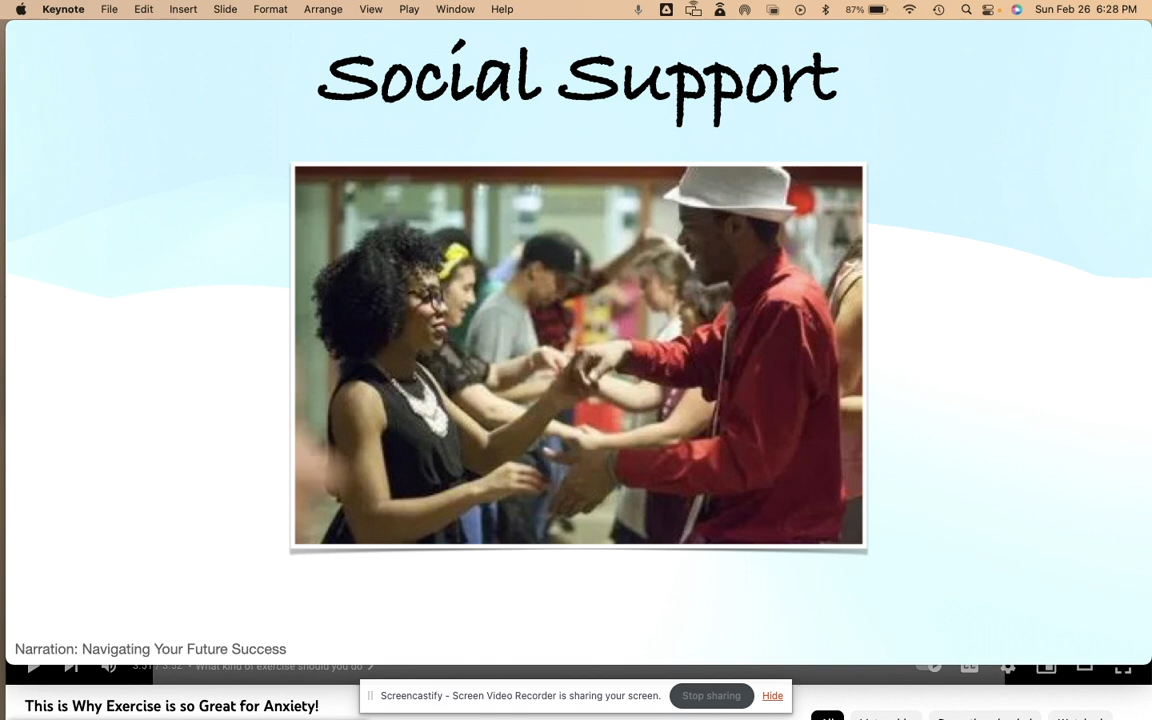 Keynote File Edit Insert Slide Format Arrange View Play Window Help 87% Sun Feb 26 6:28 PM
Social Support
Narration: Navigating Your Future Success
What kind of exercise should you do
Screencastify - Screen Video Recorder is sharing your screen. Stop sharing Hide
This is Why Exercise is so Great for Anxiety!